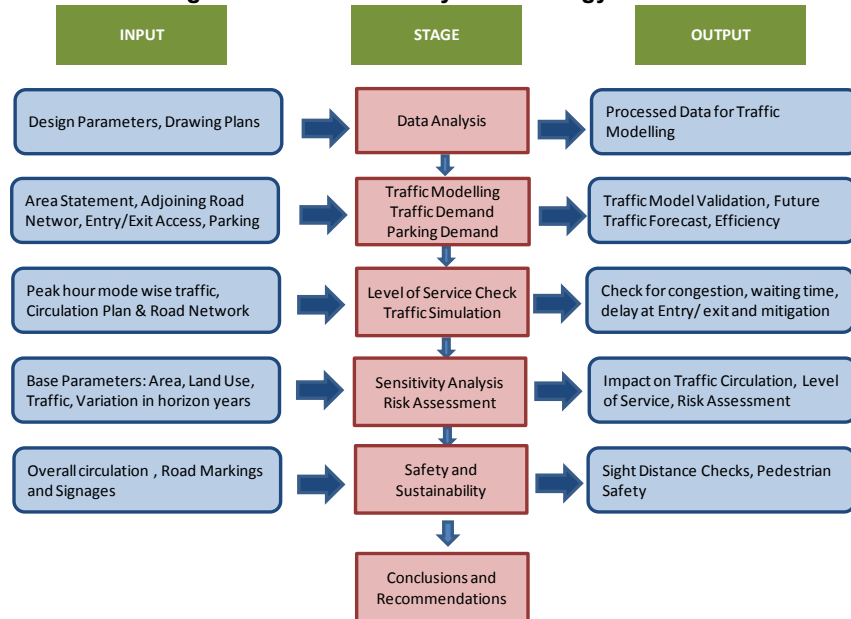 INPUT
STAGE
OUTPUT
Design Parameters, Drawing Plans
Data Analysis
Processed Data for Traffic
Modelling
Area Statement, Adjoining Road
Networ, Entry/Exit Access, Parking
Traffic Modelling
Traffic Demand
Parking Demand
Traffic Model Validation, Future
Traffic Forecast, Efficiency
Peak hour mode wise traffic,
Circulation Plan & Road Network
Level of Service Check
Traffic Simulation
Check for congestion, waiting time,
delay at Entry/ exit and mitigation
Base Parameters: Area, Land Use,
Traffic, Variation in horizon years
Sensitivity Analysis
Risk Assessment
Impact on Traffic Circulation, Level
of Service, Risk Assessment
Overall circulation , Road Markings
and Signages
Safety and
Sustainability
Sight Distance Checks, Pedestrian
Safety
Conclusions and
Recommendations